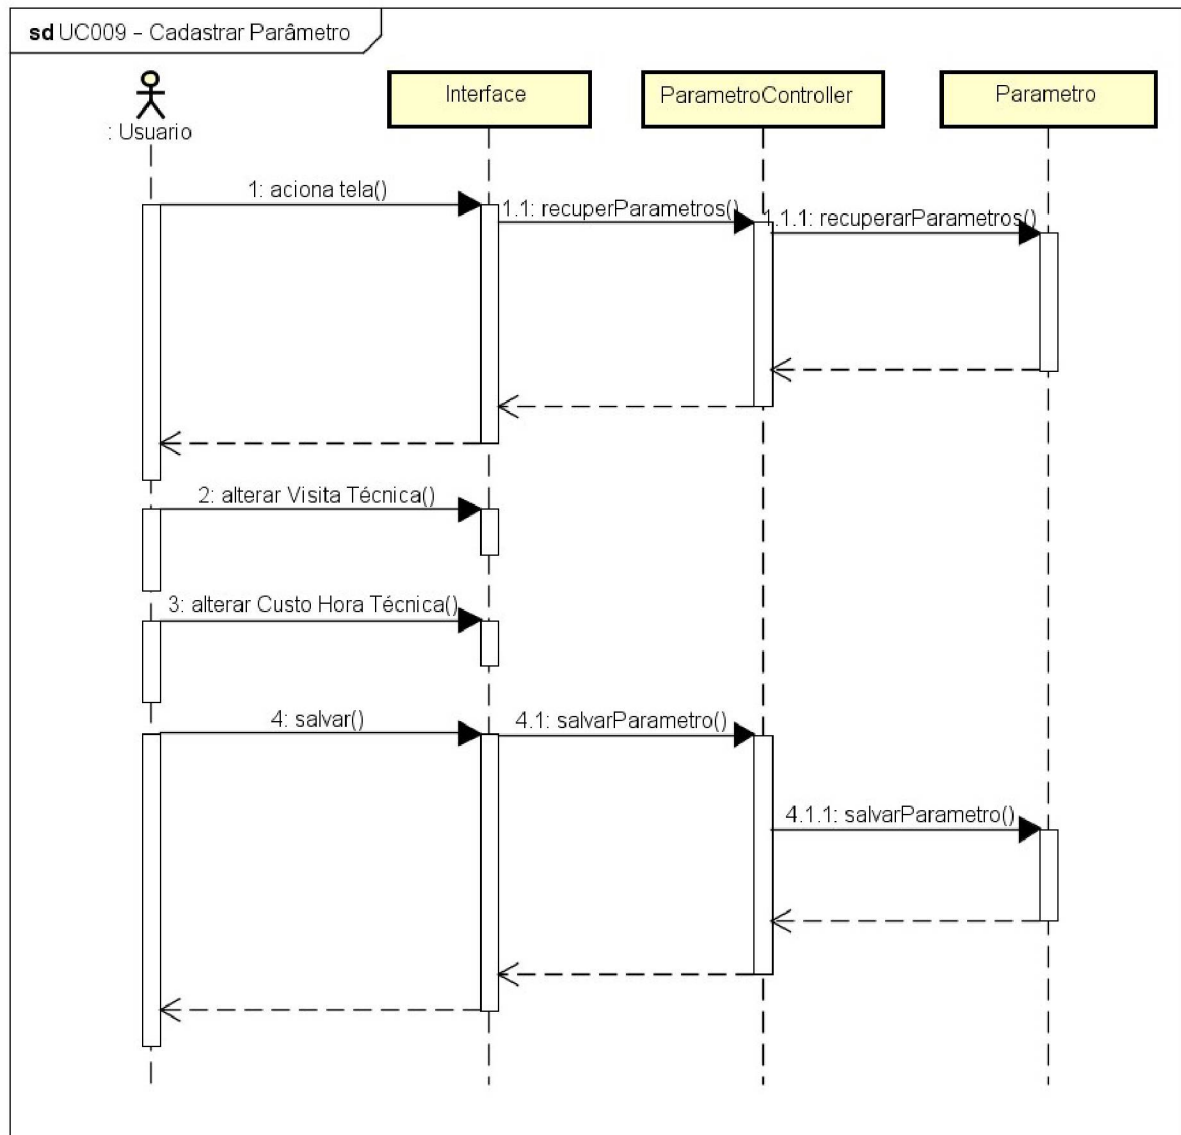 sd UC009 – Cadastrar Parâmetro
Interface
ParametroController
Parametro
: Usuario
1: aciona tela()
1.1: recuperParametros()
1.1.1: recuperarParametros()
2: alterar Visita Técnica()
3: alterar Custo Hora Técnica()
4: salvar()
4.1: salvarParametro()
4.1.1: salvarParametro()